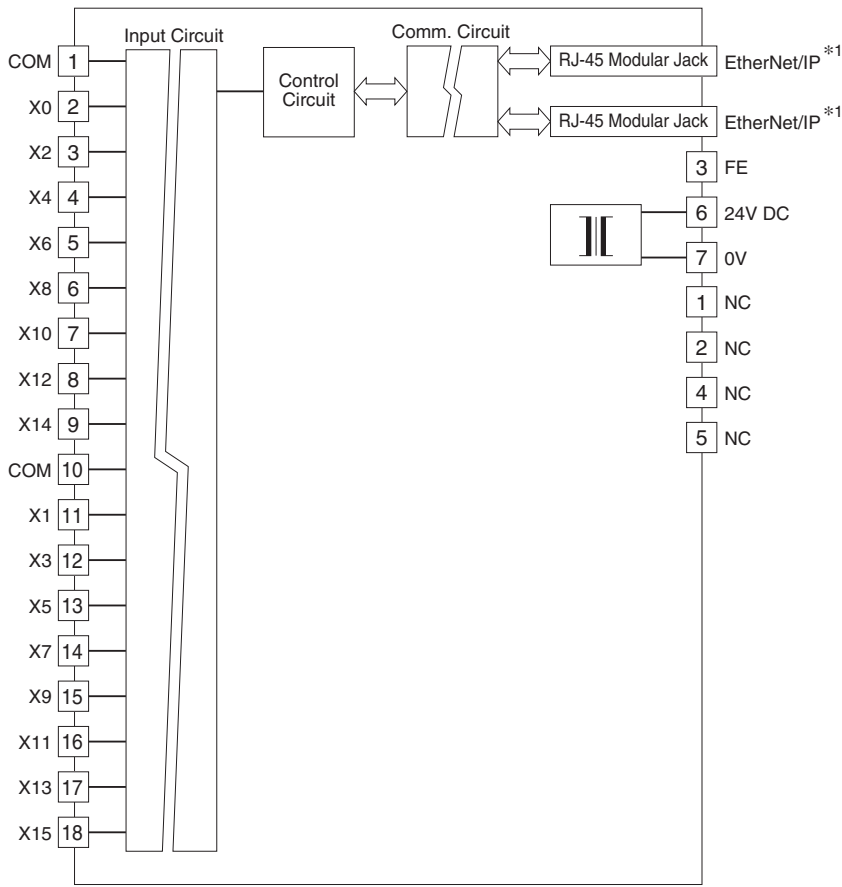 Input Circuit
Comm. Circuit
COM 1
X0 2
X2 3
X4 4
X6 5
X8 6
X10 7
X12 8
X14 9
COM 10
X1 11
X3 12
X5 13
X7 14
X9 15
X11 16
X13 17
X15 18
Control
Circuit
RJ-45 Modular Jack EtherNet/IP*1
RJ-45 Modular Jack EtherNet/IP*1
3 FE
6 24V DC
7 0V
1 NC
2 NC
4 NC
5 NC